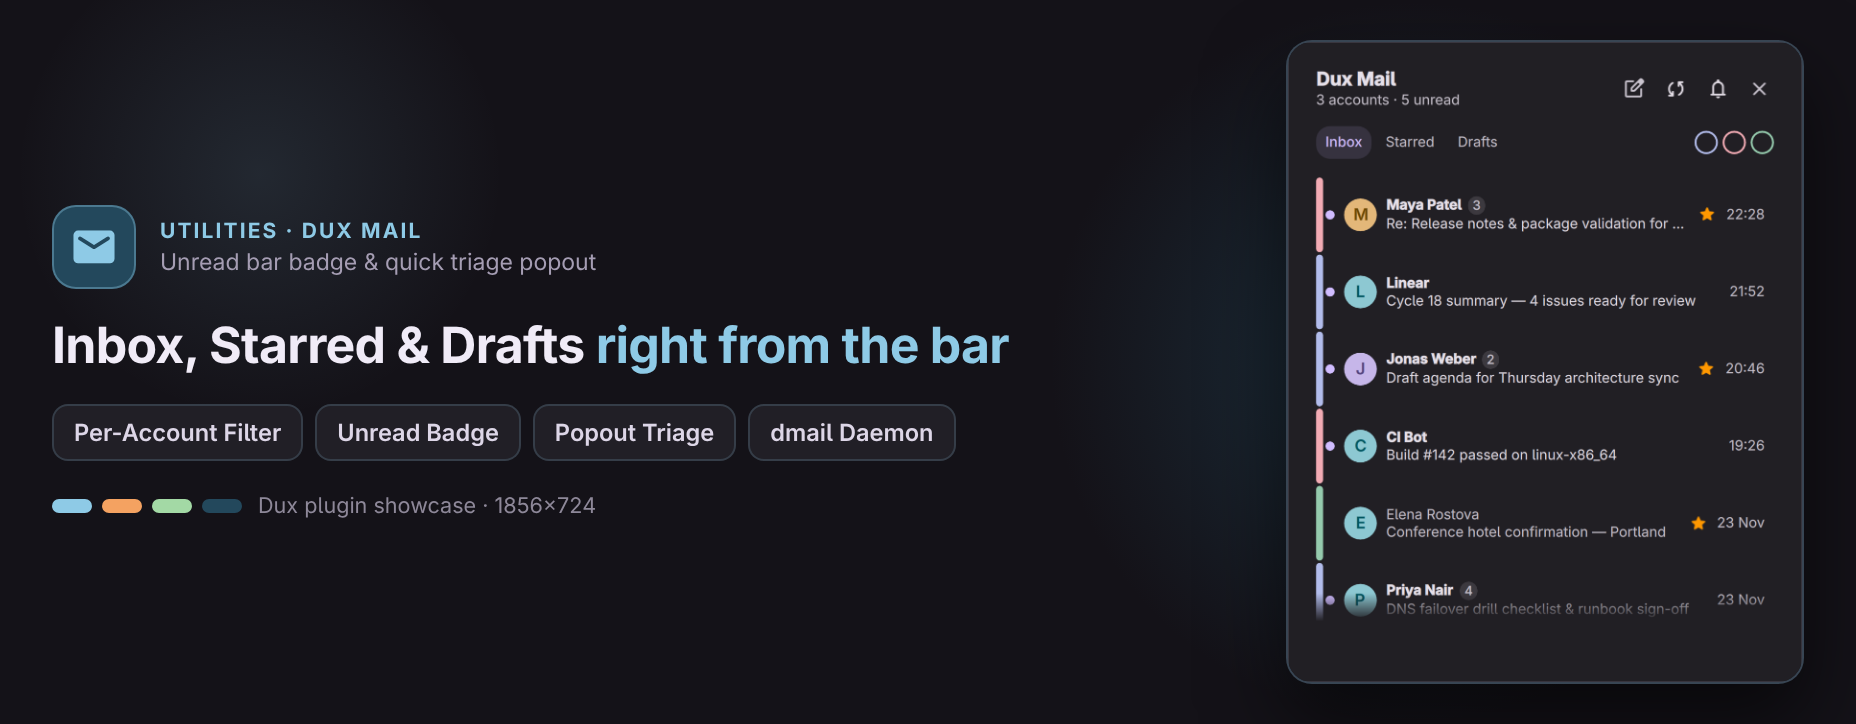 UTILITIES · DUX MAIL
Unread bar badge & quick triage popout
Inbox, Starred & Drafts right from the bar
Per-Account Filter
Unread Badge
Popout Triage
dmail Daemon
Dux plugin showcase · 1856×724
Dux Mail
3 accounts · 5 unread
Inbox Starred Drafts
M Maya Patel 3 22:28
Re: Release notes & package validation for ...
L Linear 21:52
Cycle 18 summary — 4 issues ready for review
J Jonas Weber 2 20:46
Draft agenda for Thursday architecture sync
C CI Bot 19:26
Build #142 passed on linux-x86_64
E Elena Rostova 23 Nov
Conference hotel confirmation — Portland
P Priya Nair 4 23 Nov
DNS failover drill checklist & runbook sign-off